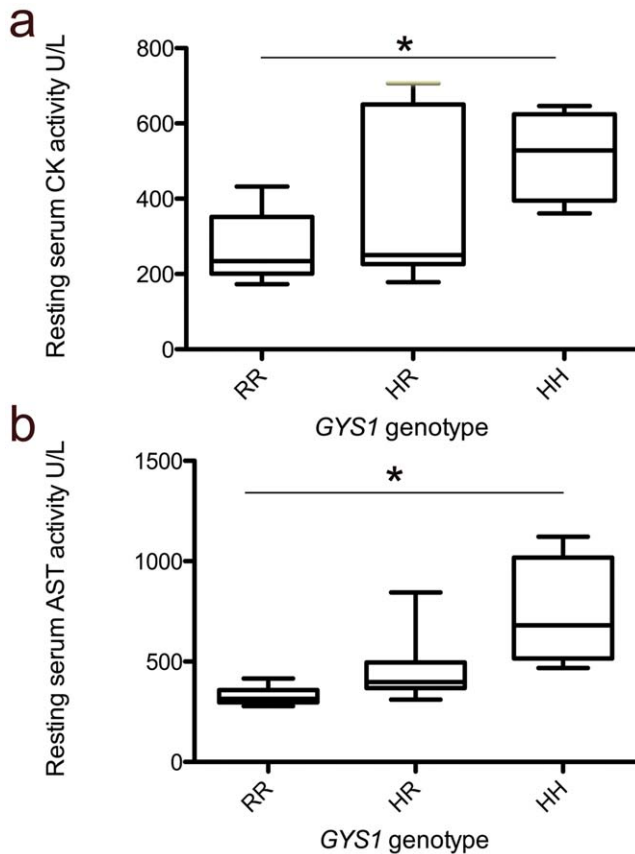 a
Resting serum CK activity U/L
800
600
400
200
0
*
RR
HR
HH
GYS1 genotype
b
Resting serum AST activity U/L
1500
1000
500
0
*
RR
HR
HH
GYS1 genotype